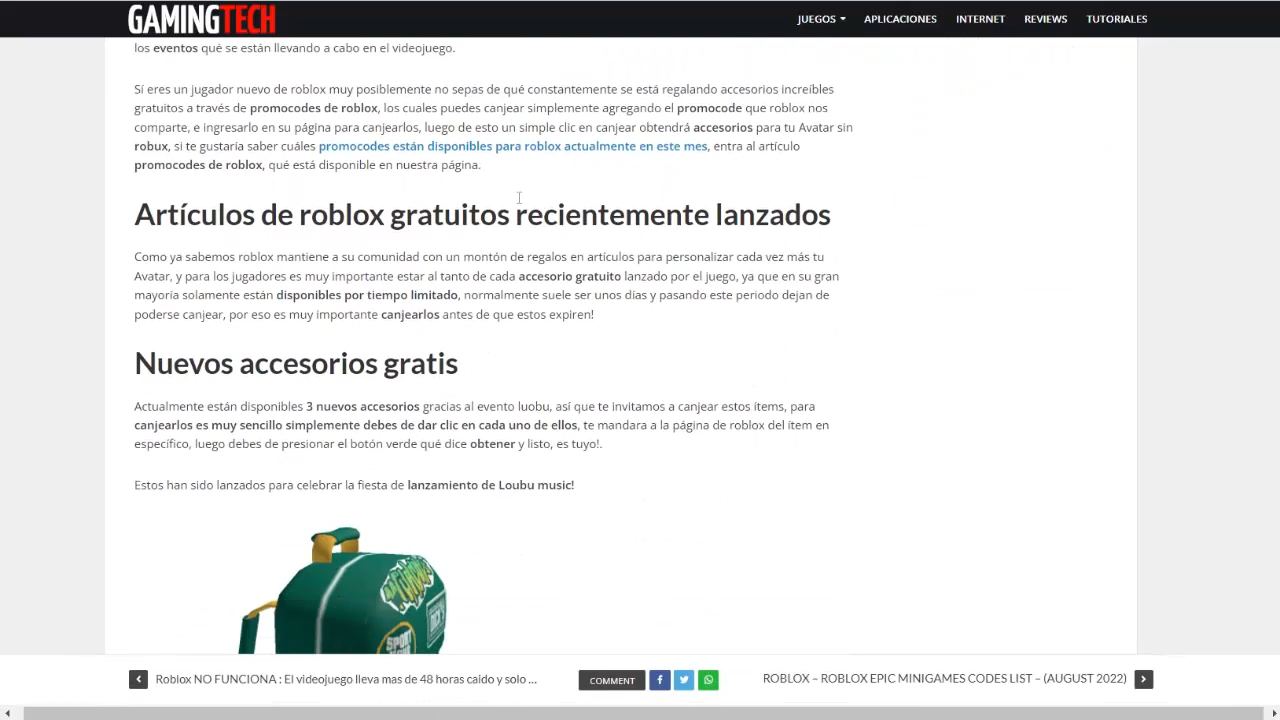 GAMINGTECH
JUEGOS APLICACIONES INTERNET REVIEWS TUTORIALES
los eventos qué se están llevando a cabo en el videojuego.
Sí eres un jugador nuevo de roblox muy posiblemente no sepas de qué constantemente se está regalando accesorios increíbles
gratuitos a través de promocodes de roblox, los cuales puedes canjear simplemente agregando el promocode que roblox nos
comparte, e ingresarlo en su página para canjearlos, luego de esto un simple clic en canjear obtendrá accesorios para tu Avatar sin
robux, si te gustaría saber cuáles promocodes están disponibles para roblox actualmente en este mes, entra al artículo
promocodes de roblox, qué está disponible en nuestra página.
Artículos de roblox gratuitos recientemente lanzados
Como ya sabemos roblox mantiene a su comunidad con un montón de regalos en artículos para personalizar cada vez más tu
Avatar, y para los jugadores es muy importante estar al tanto de cada accesorio gratuito lanzado por el juego, ya que en su gran
mayoría solamente están disponibles por tiempo limitado, normalmente suele ser unos días y pasando este periodo dejan de
poderse canjear, por eso es muy importante canjearlos antes de que estos expiren!
Nuevos accesorios gratis
Actualmente están disponibles 3 nuevos accesorios gracias al evento luobu, así que te invitamos a canjear estos ítems, para
canjearlos es muy sencillo simplemente debes de dar clic en cada uno de ellos, te mandara a la página de roblox del ítem en
específico, luego debes de presionar el botón verde qué dice obtener y listo, es tuyo!.
Estos han sido lanzados para celebrar la fiesta de lanzamiento de Loubu music!
SPORT
Roblox NO FUNCIONA : El videojuego lleva mas de 48 horas caido y solo ...
COMMENT
ROBLOX – ROBLOX EPIC MINIGAMES CODES LIST – (AUGUST 2022)